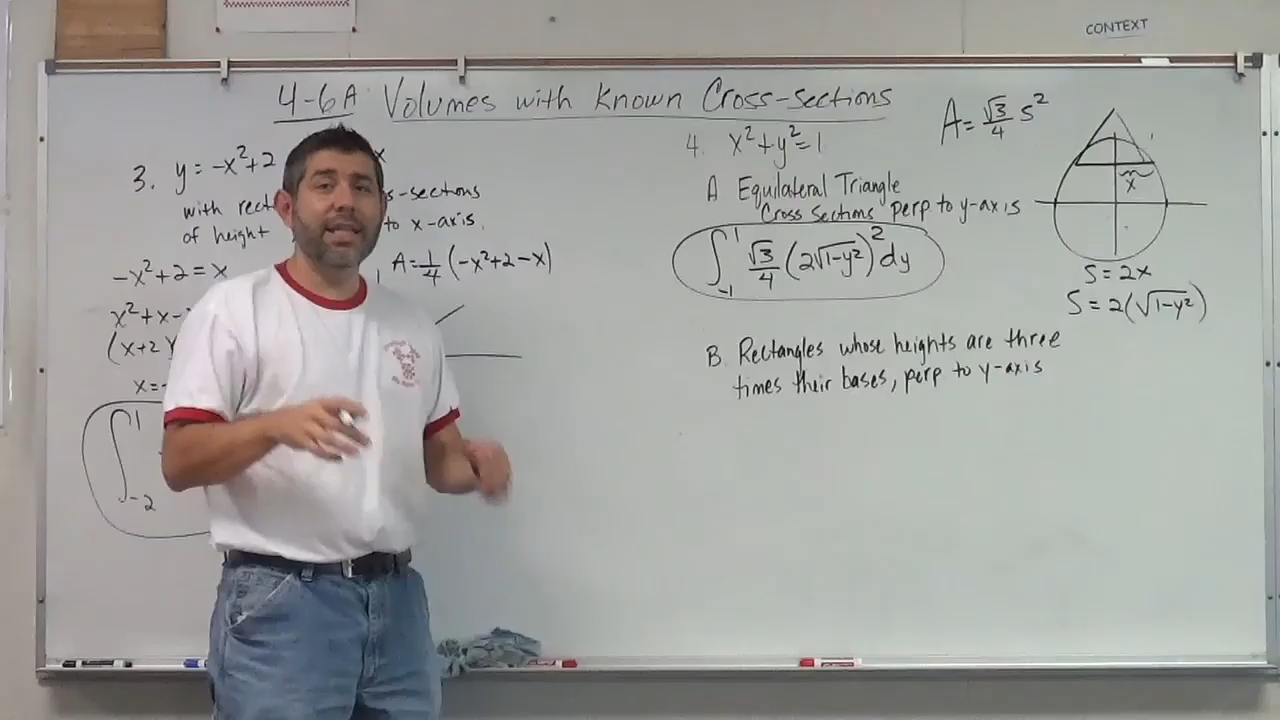 CONTEXT
4-6A Volumes with Known Cross-sections
3. y = -x²+2
x
with rect
s-sections
of height
to x-axis.
-x²+2 = x
A = 1/4 (-x²+2-x)
x²+x-
(x+2)
x=-
∫₋₂¹
4. x²+y²=1
A Equilateral Triangle
Cross Sections perp to y-axis
∫₋₁¹ √3/4 (2√1-y²)² dy
B. Rectangles whose heights are three
times their bases, perp to y-axis
A = √3/4 s²
x
S = 2x
S = 2(√1-y²)